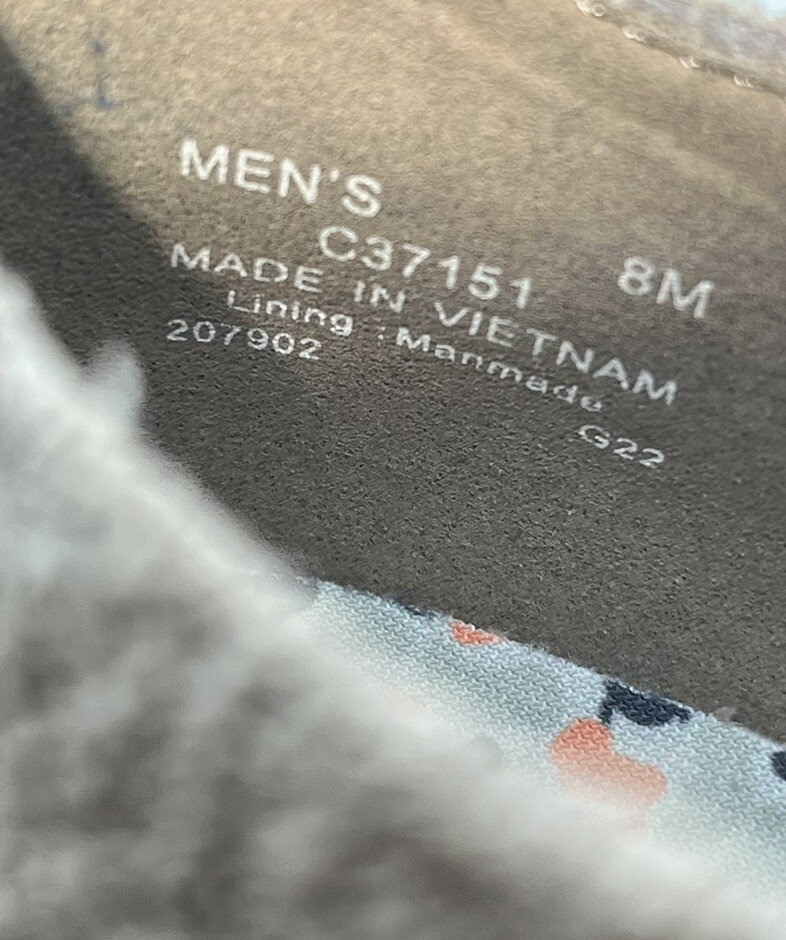 MEN'S
C37151 8M
MADE IN VIETNAM
Lining : Manmade
207902 G22